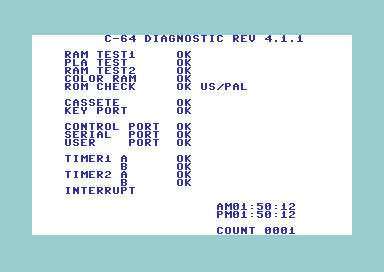 C-64 DIAGNOSTIC REV 4.1.1
RAM TEST1 OK
PLA TEST OK
RAM TEST2 OK
COLOR RAM OK
ROM CHECK OK US/PAL
CASSETE OK
KEY PORT OK
CONTROL PORT OK
SERIAL PORT OK
USER PORT OK
TIMER1 A OK
B OK
TIMER2 A OK
B OK
INTERRUPT
AM01:50:12
PM01:50:12
COUNT 0001